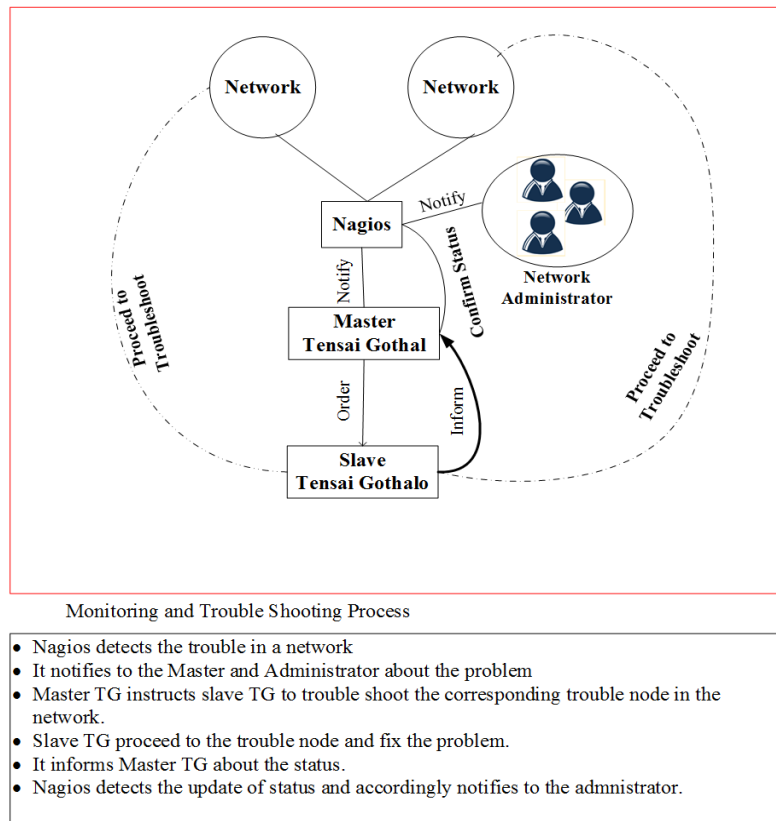 Network
Network
Nagios
Notify
Network
Administrator
Notify
Confirm Status
Master
Tensai Gothal
Proceed to
Troubleshoot
Proceed to
Troubleshoot
Order
Inform
Slave
Tensai Gothalo
Monitoring and Trouble Shooting Process
• Nagios detects the trouble in a network
• It notifies to the Master and Administrator about the problem
• Master TG instructs slave TG to trouble shoot the corresponding trouble node in the
network.
• Slave TG proceed to the trouble node and fix the problem.
• It informs Master TG about the status.
• Nagios detects the update of status and accordingly notifies to the admnistrator.